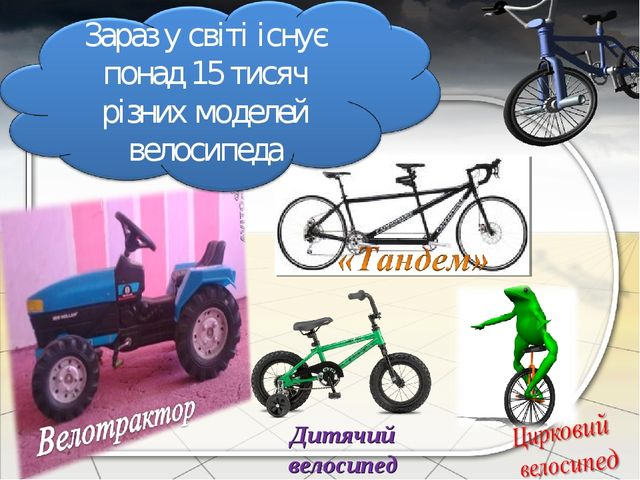 Зараз у світі існує
понад 15 тисяч
різних моделей
велосипеда
«Тандем»
Велотрактор
Дитячий
велосипед
Цирковий
велосипед